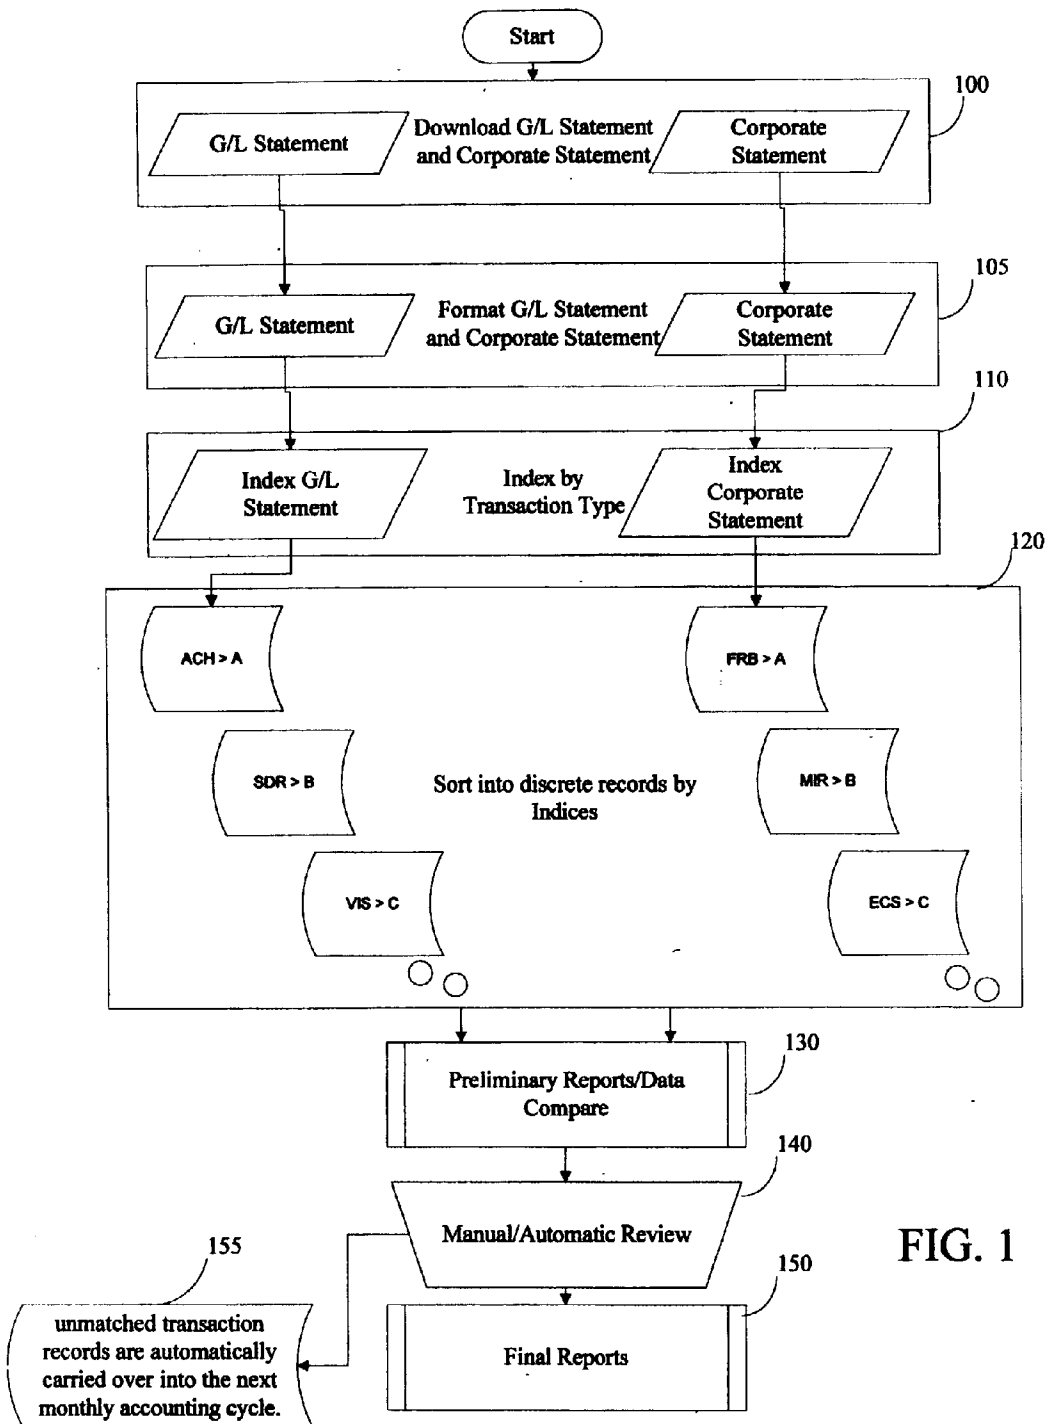 Start
100
G/L Statement
Download G/L Statement
and Corporate Statement
Corporate
Statement
105
G/L Statement
Format G/L Statement
and Corporate Statement
Corporate
Statement
110
Index G/L
Statement
Index by
Transaction Type
Index
Corporate
Statement
120
ACH > A
FRB > A
SDR > B
Sort into discrete records by
Indices
MIR > B
VIS > C
ECS > C
130
Preliminary Reports/Data
Compare
140
Manual/Automatic Review
FIG. 1
155
150
unmatched transaction
records are automatically
carried over into the next
monthly accounting cycle.
Final Reports